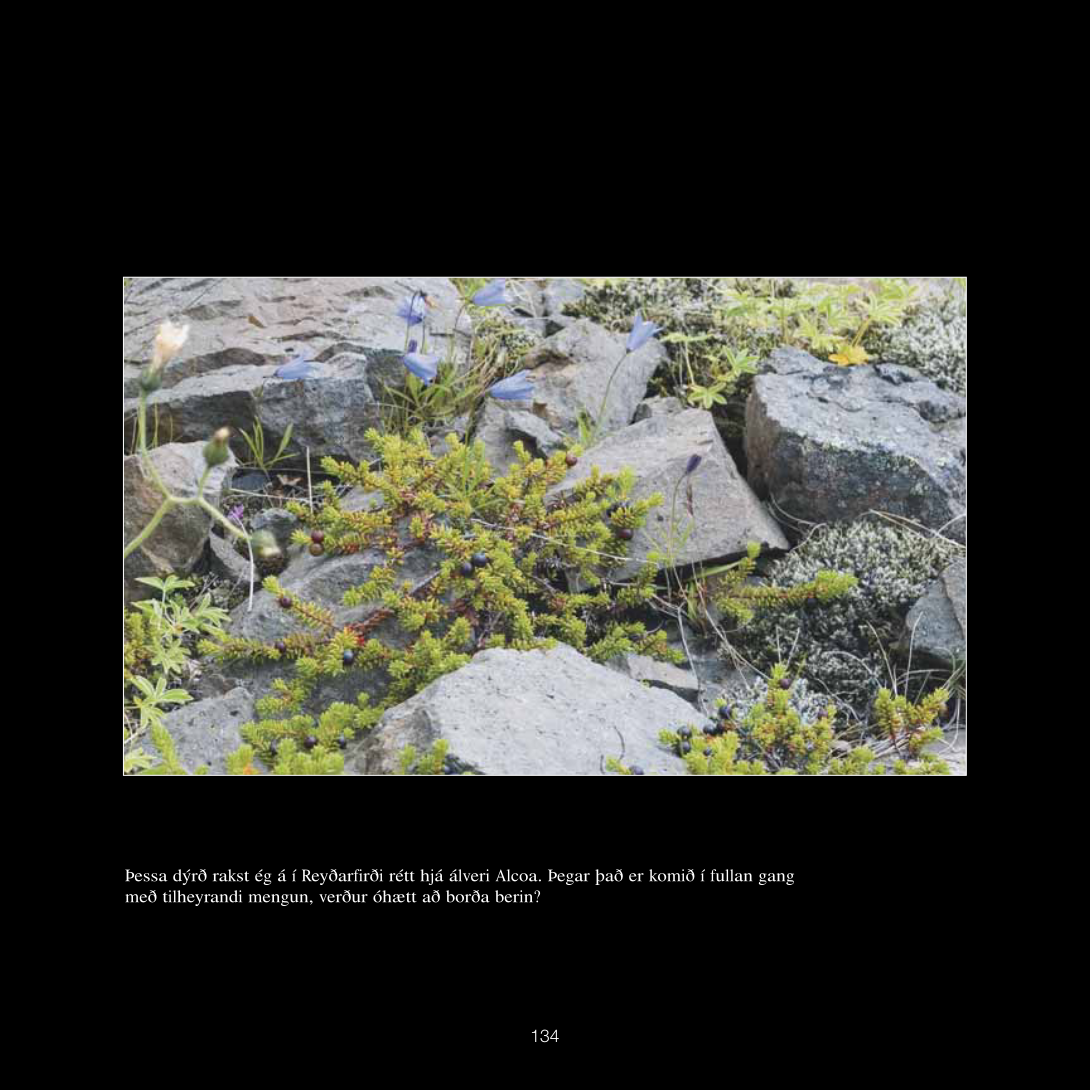 Þessa dýrð rakst ég á í Reyðarfirði rétt hjá álveri Alcoa. Þegar það er komið í fullan gang
með tilheyrandi mengun, verður óhætt að borða berin?
134